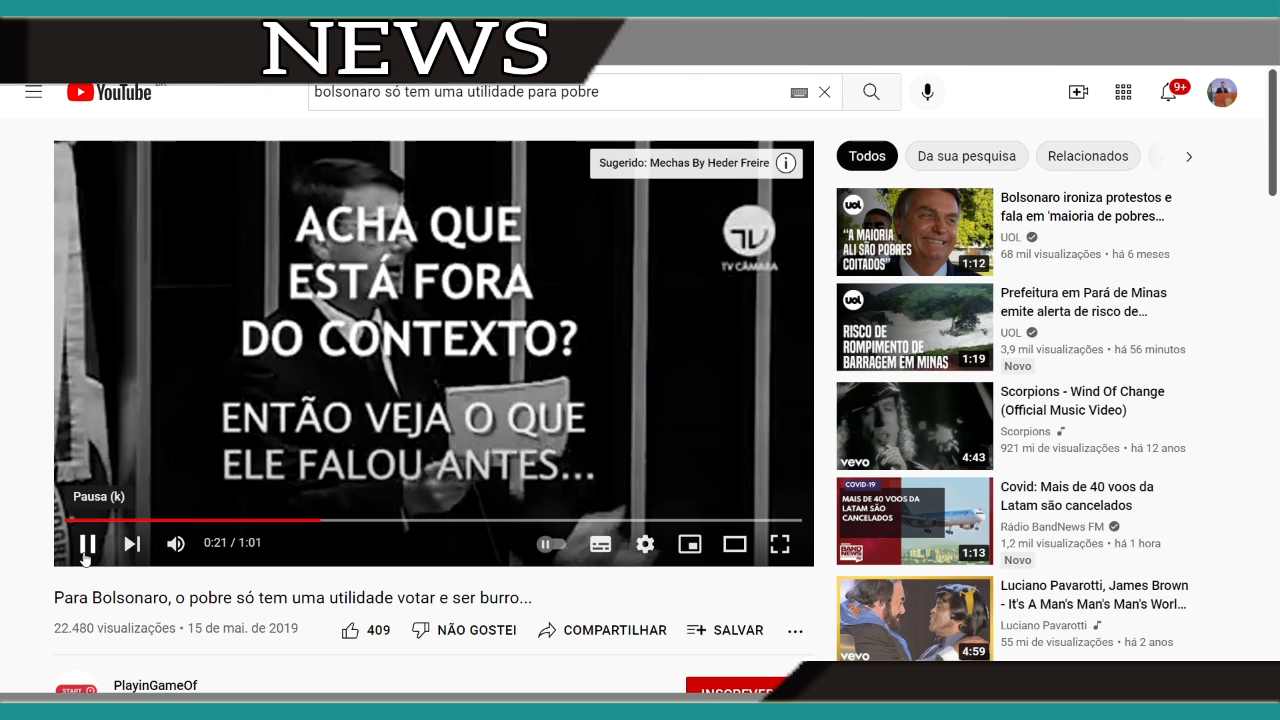 NEWS
YouTube
bolsonaro só tem uma utilidade para pobre
9+
Sugerido: Mechas By Heder Freire
ACHA QUE
ESTÁ FORA
DO CONTEXTO?
ENTÃO VEJA O QUE
ELE FALOU ANTES...
TV CÂMARA
Pausa (k)
0:21 / 1:01
Para Bolsonaro, o pobre so tem uma utilidade votar e ser burro...
22.480 visualizações • 15 de mai. de 2019
409
NÃO GOSTEI
COMPARTILHAR
SALVAR
START
PlayinGameOf
INSCREVER
Todos
Da sua pesquisa
Relacionados
uol
"A MAIORIA
ALI SÃO POBRES
COITADOS"
1:12
Bolsonaro ironiza protestos e
fala em 'maioria de pobres...
UOL
68 mil visualizações • há 6 meses
uol
RISCO DE
ROMPIMENTO DE
BARRAGEM EM MINAS
1:19
Prefeitura em Pará de Minas
emite alerta de risco de...
UOL
3,9 mil visualizações • há 56 minutos
Novo
vevo
4:43
Scorpions - Wind Of Change
(Official Music Video)
Scorpions
921 mi de visualizações • há 12 anos
COVID-19
MAIS DE 40 VOOS DA
LATAM SÃO
CANCELADOS
BAND
NEWS
1:13
Covid: Mais de 40 voos da
Latam são cancelados
Rádio BandNews FM
1,2 mil visualizações • há 1 hora
Novo
vevo
4:59
Luciano Pavarotti, James Brown
- It's A Man's Man's Man's Worl...
Luciano Pavarotti
55 mi de visualizações • há 2 anos